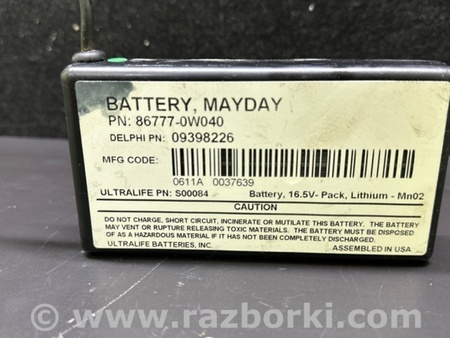 BATTERY, MAYDAY
PN: 86777-0W040
DELPHI PN: 09398226
MFG CODE:
0611A 0037639
ULTRALIFE PN: S00084 Battery, 16.5V- Pack, Lithium - Mn02
CAUTION
DO NOT CHARGE, SHORT CIRCUIT, INCINERATE OR MUTILATE THIS BATTERY. THE BATTERY
MAY VENT OR RUPTURE RELEASING TOXIC MATERIALS. THE BATTERY MUST BE DISPOSED
OF AS A HAZARDOUS MATERIAL IF IT HAS NOT BEEN COMPLETELY DISCHARGED.
ULTRALIFE BATTERIES, INC. ASSEMBLED IN USA
© - www.razborki.com